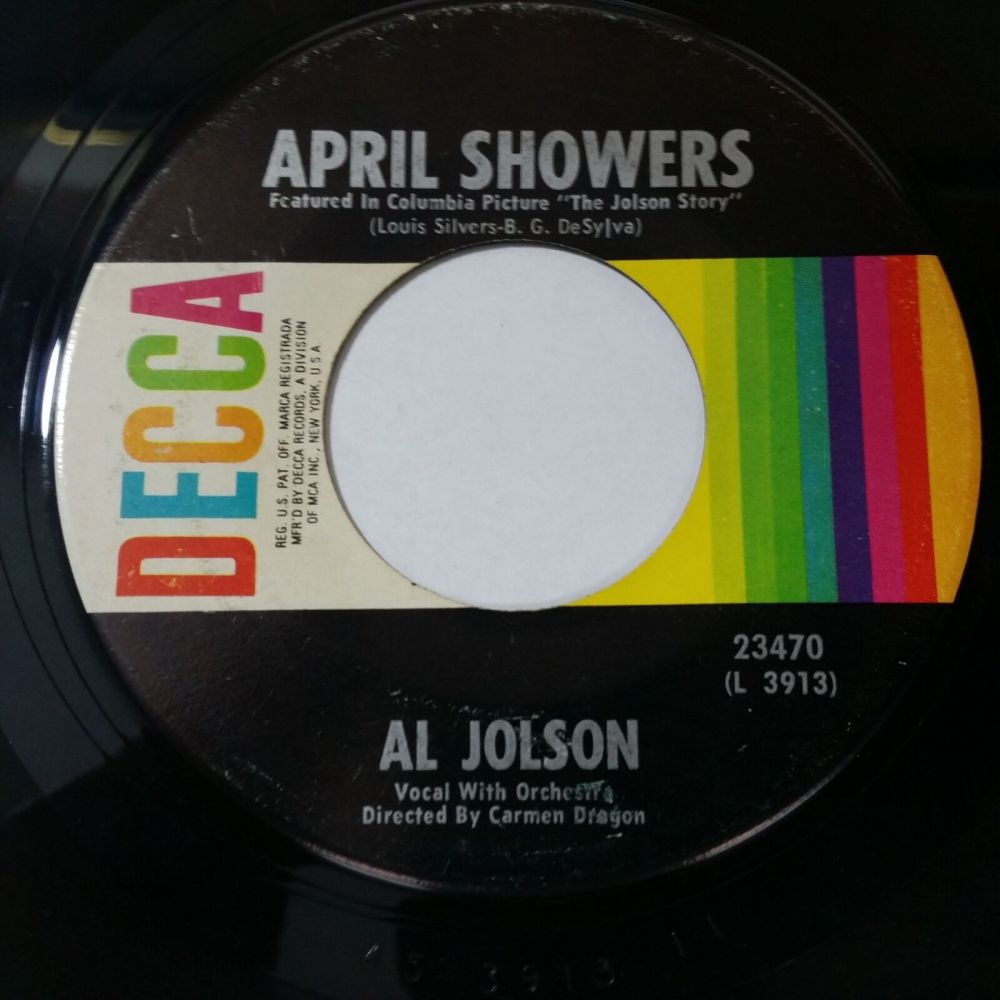 APRIL SHOWERS
Featured In Columbia Picture "The Jolson Story"
(Louis Silvers-B. G. DeSylva)
DECCA
REG. U.S. PAT. OFF. MARCA REGISTRADA
MFR'D BY DECCA RECORDS, A DIVISION
OF MCA INC., NEW YORK, U.S.A.
23470
(L 3913)
AL JOLSON
Vocal With Orchestra
Directed By Carmen Dragon